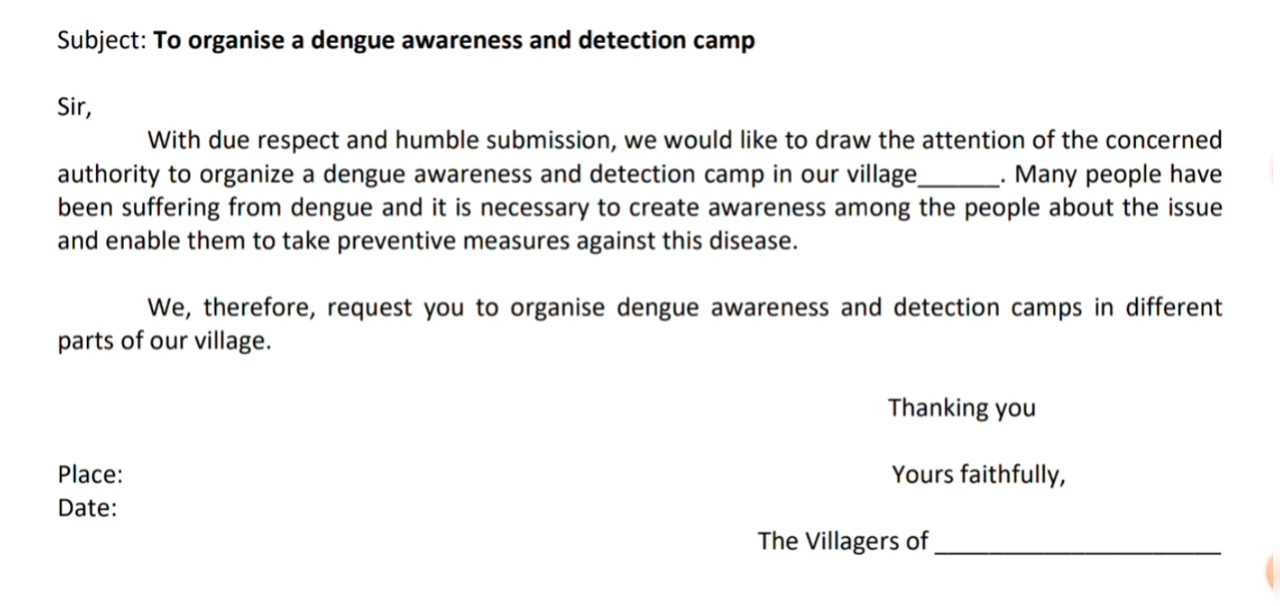 Subject: To organise a dengue awareness and detection camp
Sir,
With due respect and humble submission, we would like to draw the attention of the concerned
authority to organize a dengue awareness and detection camp in our village______. Many people have
been suffering from dengue and it is necessary to create awareness among the people about the issue
and enable them to take preventive measures against this disease.
We, therefore, request you to organise dengue awareness and detection camps in different
parts of our village.
Thanking you
Place:
Yours faithfully,
Date:
The Villagers of ____________________